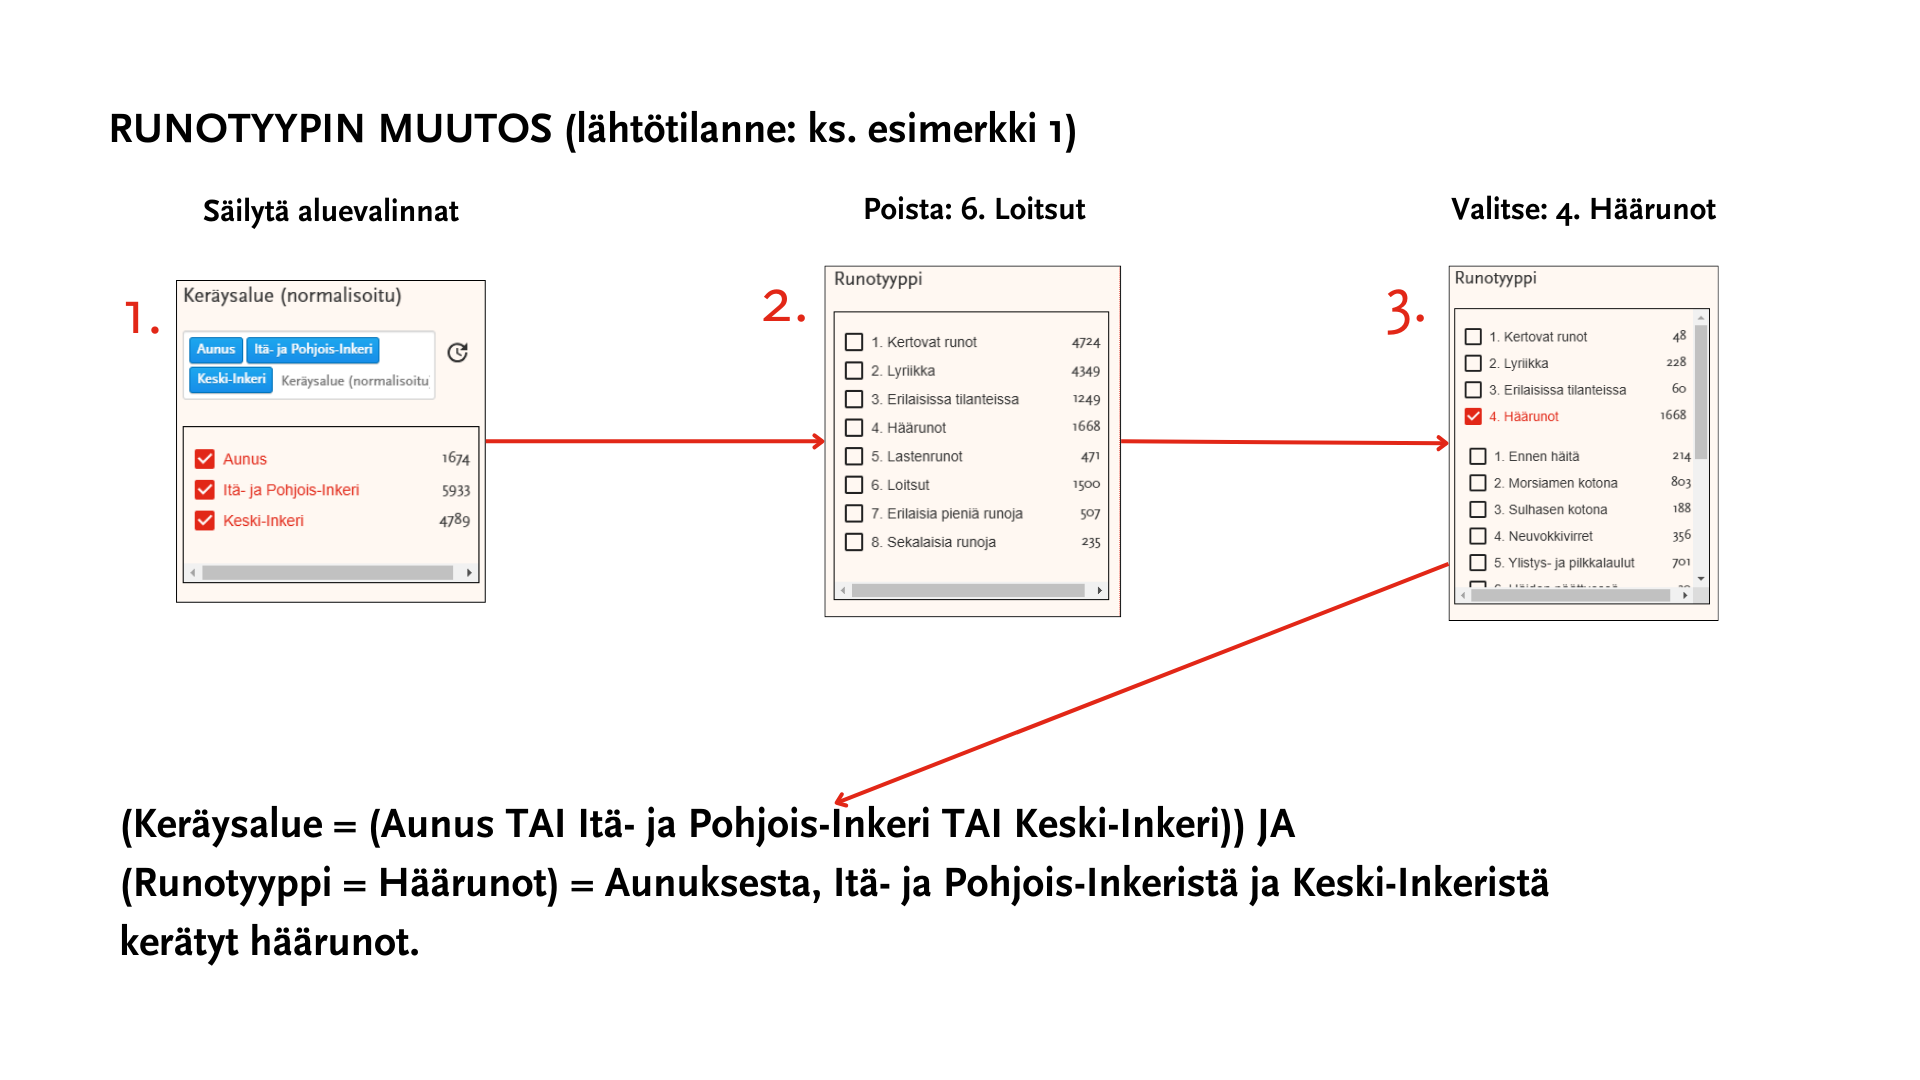 RUNOTYYPIN MUUTOS (lähtötilanne: ks. esimerkki 1)
Säilytä aluevalinnat
1.
Keräysalue (normalisoitu)
Aunus Itä- ja Pohjois-Inkeri
Keski-Inkeri Keräysalue (normalisoitu
Aunus 1674
Itä- ja Pohjois-Inkeri 5933
Keski-Inkeri 4789
Poista: 6. Loitsut
2.
Runotyyppi
1. Kertovat runot 4724
2. Lyriikka 4349
3. Erilaisissa tilanteissa 1249
4. Häärunot 1668
5. Lastenrunot 471
6. Loitsut 1500
7. Erilaisia pieniä runoja 507
8. Sekalaisia runoja 235
Valitse: 4. Häärunot
3.
Runotyyppi
1. Kertovat runot 48
2. Lyriikka 228
3. Erilaisissa tilanteissa 60
4. Häärunot 1668
1. Ennen häitä 214
2. Morsiamen kotona 803
3. Sulhasen kotona 188
4. Neuvokkivirret 356
5. Ylistys- ja pilkkalaulut 701
(Keräysalue = (Aunus TAI Itä- ja Pohjois-Inkeri TAI Keski-Inkeri)) JA
(Runotyyppi = Häärunot) = Aunuksesta, Itä- ja Pohjois-Inkeristä ja Keski-Inkeristä
kerätyt häärunot.